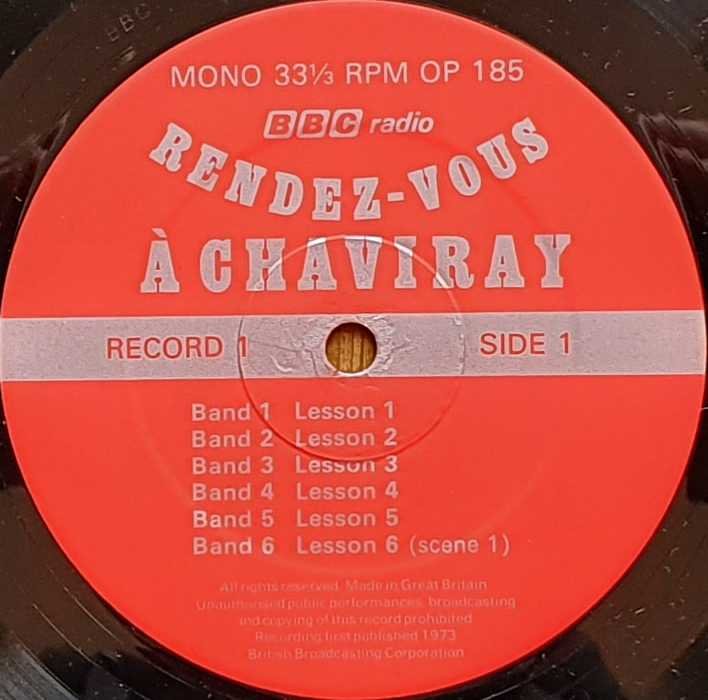 BBC
MONO 33⅓ RPM OP 185
BBC radio
RENDEZ-VOUS
À CHAVIRAY
RECORD 1 SIDE 1
Band 1 Lesson 1
Band 2 Lesson 2
Band 3 Lesson 3
Band 4 Lesson 4
Band 5 Lesson 5
Band 6 Lesson 6 (scene 1)
All rights reserved. Made in Great Britain
Unauthorised public performances, broadcasting
and copying of this record prohibited
Recording first published 1973
British Broadcasting Corporation